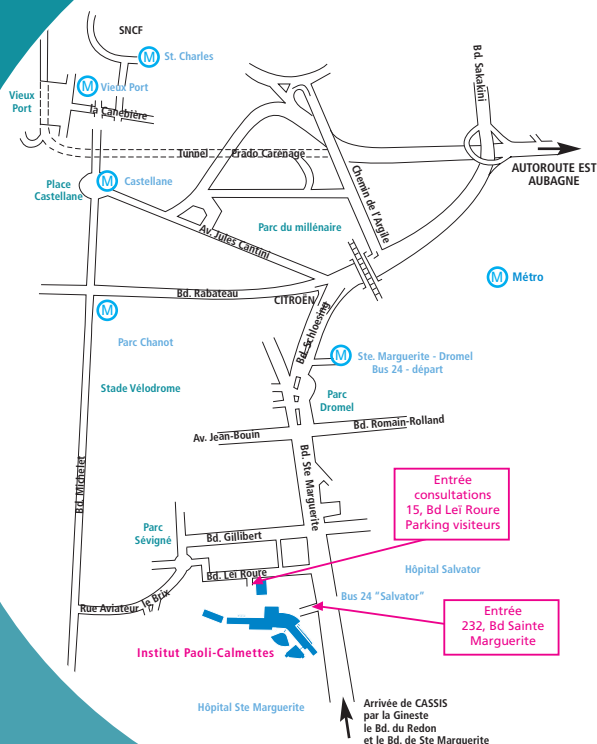 SNCF
M St. Charles
M Vieux Port
Vieux
Port
la Canebière
Bd. Sakakini
Tunnel Prado Carenage
AUTOROUTE EST
AUBAGNE
Place
Castellane
M Castellane
Chemin de l'Argile
Parc du millénaire
Av. Jules Cantini
M Métro
Bd. Rabateau
CITROËN
M
Parc Chanot
Bd. Schloesing
M Ste. Marguerite - Dromel
Bus 24 - départ
Stade Vélodrome
Parc
Dromel
Bd. Romain-Rolland
Av. Jean-Bouin
Bd. Michelet
Bd. Ste Marguerite
Entrée
consultations
15, Bd Leï Roure
Parking visiteurs
Parc
Sévigné
Bd. Gillibert
Bd. Leï Roure
Hôpital Salvator
Rue Aviateur le Brix
Bus 24 "Salvator"
Entrée
232, Bd Sainte
Marguerite
Institut Paoli-Calmettes
Hôpital Ste Marguerite
Arrivée de CASSIS
par la Gineste
le Bd. du Redon
et le Bd. de Ste Marguerite